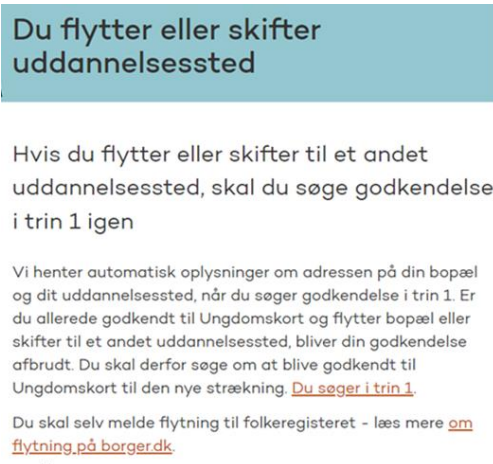 Du flytter eller skifter
uddannelsessted
Hvis du flytter eller skifter til et andet
uddannelsessted, skal du søge godkendelse
i trin 1 igen
Vi henter automatisk oplysninger om adressen på din bopæl
og dit uddannelsessted, når du søger godkendelse i trin 1. Er
du allerede godkendt til Ungdomskort og flytter bopæl eller
skifter til et andet uddannelsessted, bliver din godkendelse
afbrudt. Du skal derfor søge om at blive godkendt til
Ungdomskort til den nye strækning. Du søger i trin 1.
Du skal selv melde flytning til folkeregisteret - læs mere om
flytning på borger.dk.